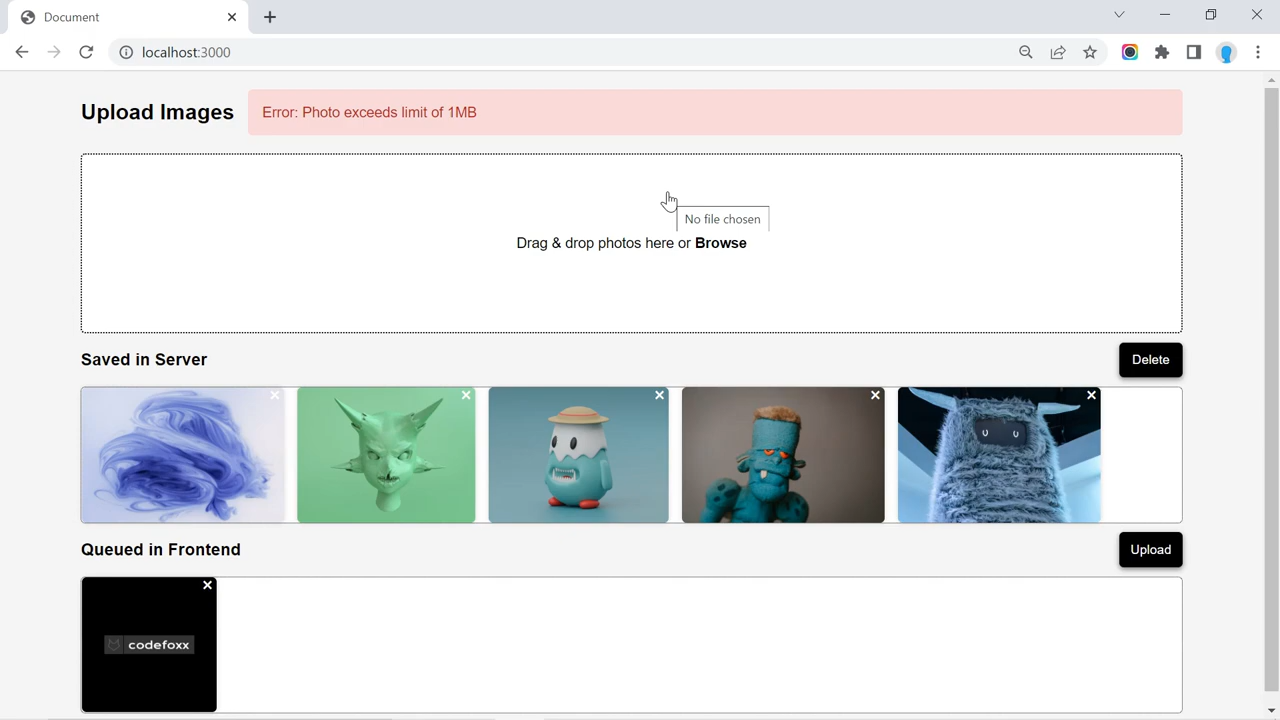 Document
localhost:3000
Upload Images
Error: Photo exceeds limit of 1MB
No file chosen
Drag & drop photos here or Browse
Saved in Server
Delete
Queued in Frontend
Upload
codefoxx